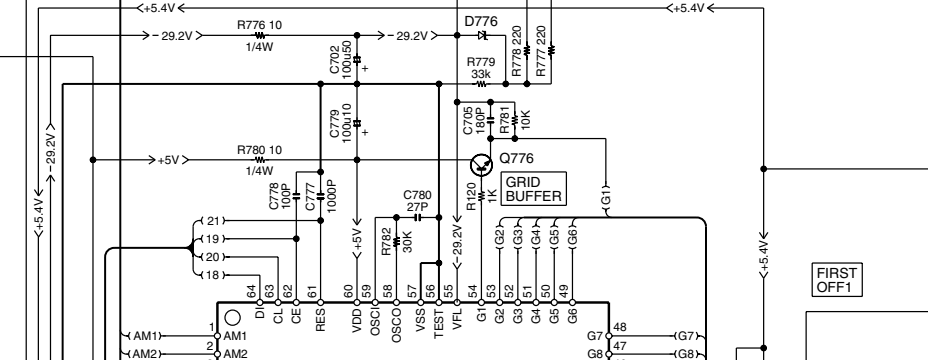 +5.4V
+5.4V
D776
R776 10
-29.2V
-29.2V
1/4W
C702
100u50
+
R778 220
R777 220
R779
33k
C779
100u10
+
C705
180P
R781
10K
-29.2V
R780 10
+5V
1/4W
Q776
GRID
BUFFER
C778
100P
C777
1000P
C780
27P
R120
1K
G1
+5.4V
21
19
20
18
+5V
R782
30K
-29.2V
G2
G3
G4
G5
G6
+5.4V
FIRST
OFF1
64
63
62
61
60
59
58
57
56
55
54
53
52
51
50
49
DI
CL
CE
RES
VDD
OSCI
OSCO
VSS
TEST
VFL
G1
G2
G3
G4
G5
G6
AM1
1
AM1
G7
48
G7
AM2
2
AM2
G8
47
G8